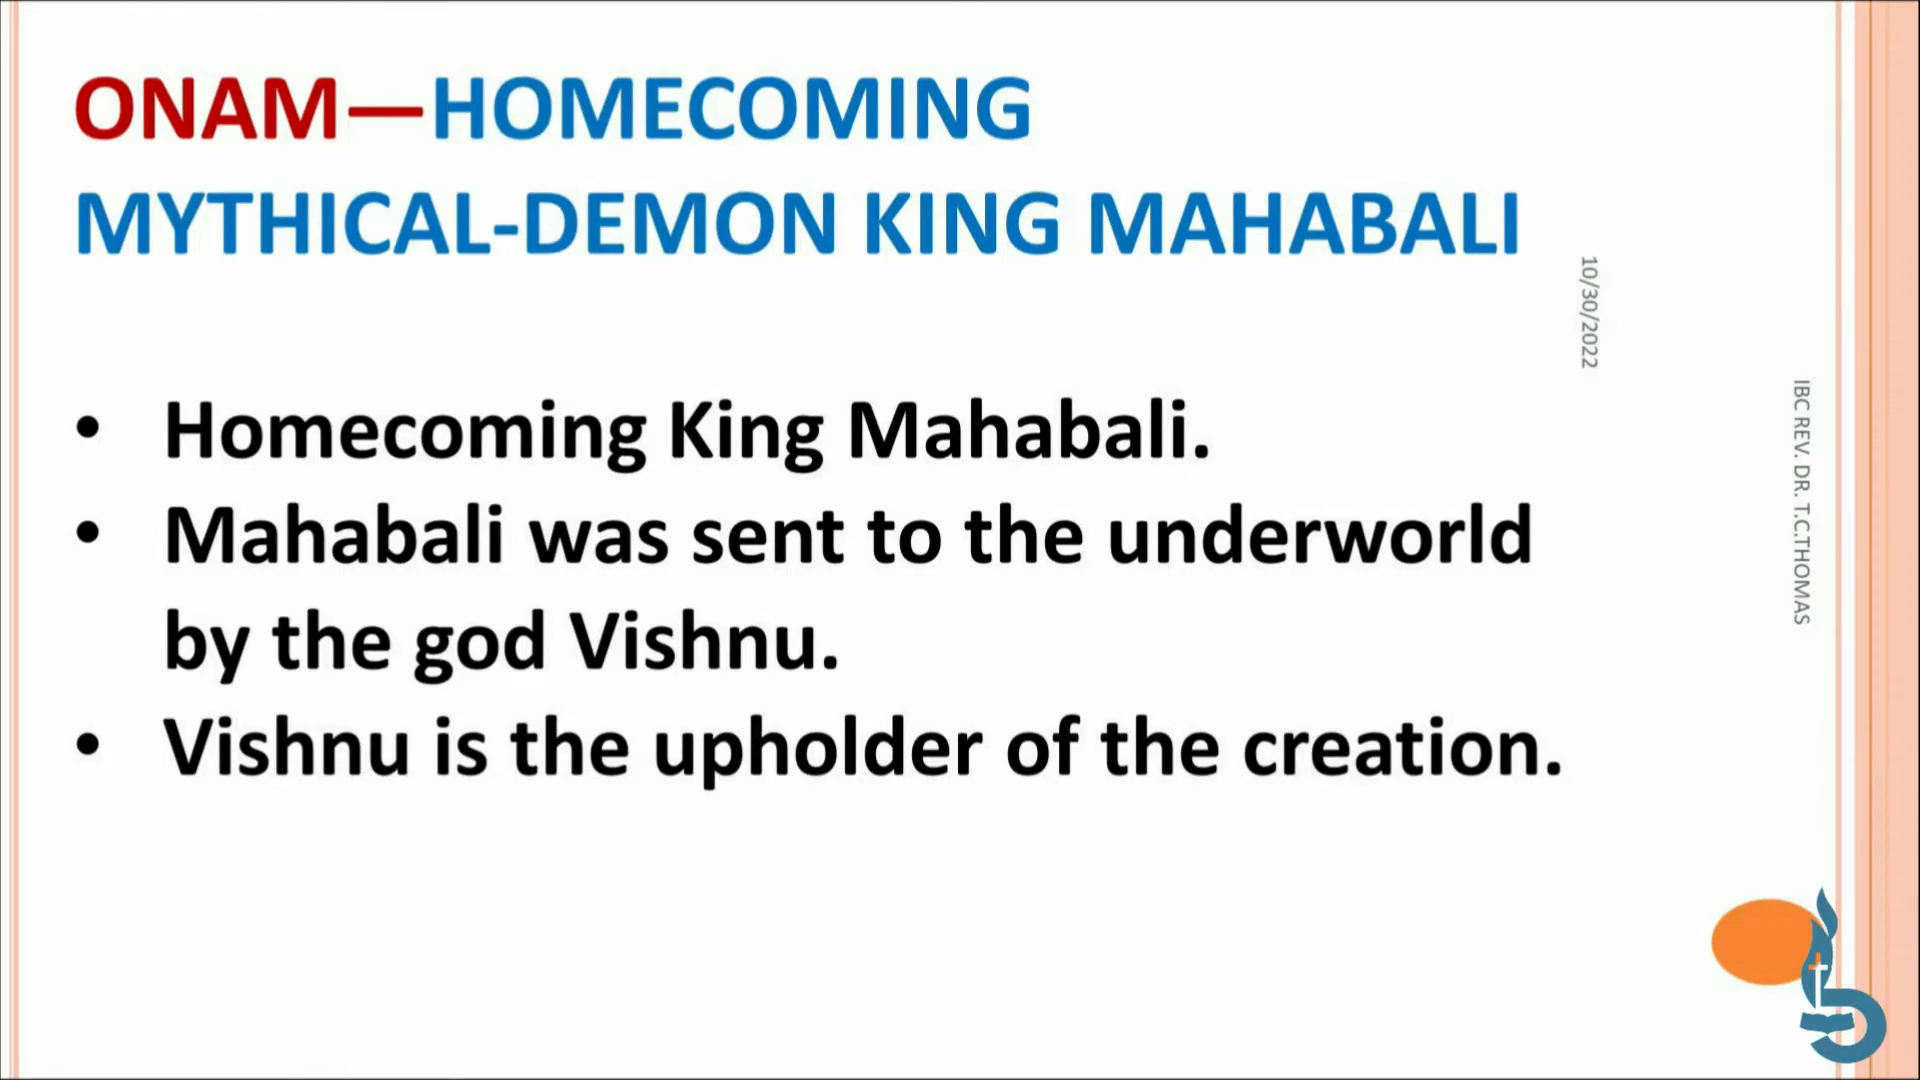 ONAM—HOMECOMING
MYTHICAL-DEMON KING MAHABALI
10/30/2022
• Homecoming King Mahabali.
• Mahabali was sent to the underworld
by the god Vishnu.
• Vishnu is the upholder of the creation.
IBC REV. DR. T.C.THOMAS